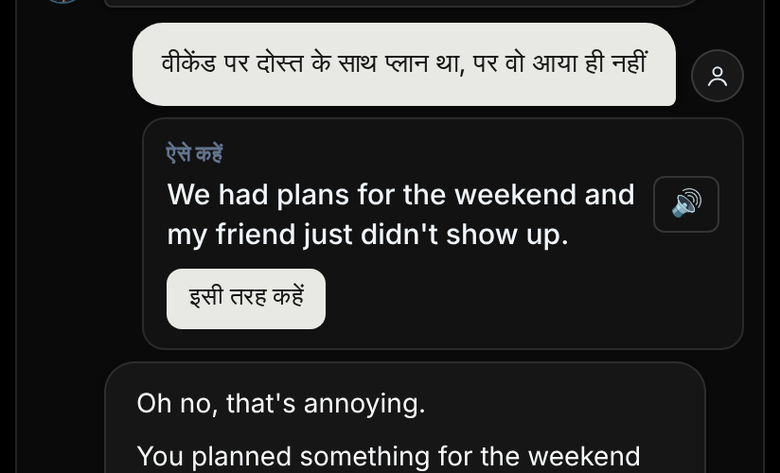 वीकेंड पर दोस्त के साथ प्लान था, पर वो आया ही नहीं
ऐसे कहें
We had plans for the weekend and
my friend just didn't show up.
इसी तरह कहें
Oh no, that's annoying.
You planned something for the weekend